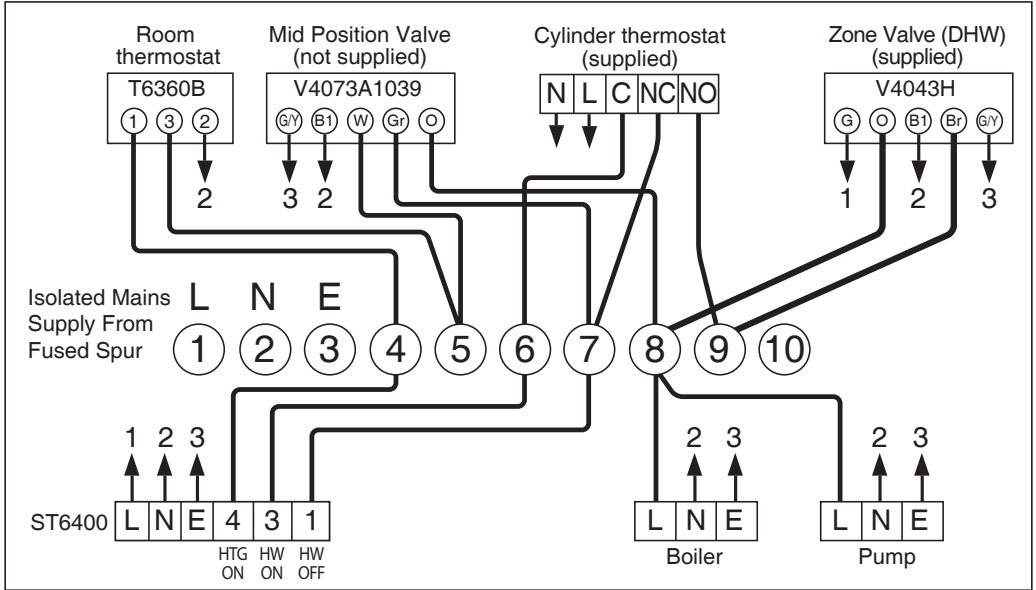 Room
thermostat
T6360B
1 3 2
2
Mid Position Valve
(not supplied)
V4073A1039
G/Y B1 W Gr O
3 2
Cylinder thermostat
(supplied)
N L C NC NO
Zone Valve (DHW)
(supplied)
V4043H
G O B1 Br G/Y
1 2 3
Isolated Mains
Supply From
Fused Spur
L N E
1 2 3 4 5 6 7 8 9 10
1 2 3
ST6400 L N E 4 3 1
HTG HW HW
ON ON OFF
2 3
L N E
Boiler
2 3
L N E
Pump